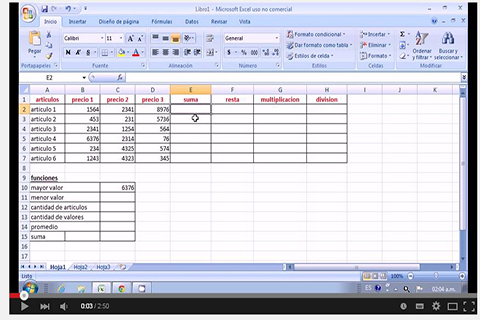 Libro1 - Microsoft Excel uso no comercial
Inicio Insertar Diseño de página Fórmulas Datos Revisar Vista
Pegar
Calibri 11
General
Formato condicional
Dar formato como tabla
Estilos de celda
Insertar
Eliminar
Formato
Ordenar y filtrar
Buscar y seleccionar
Portapapeles Fuente Alineación Número Estilos Celdas Modificar
E2 fx
A B C D E F G H
1 articulos precio 1 precio 2 precio 3 suma resta multiplicacion division
2 articulo 1 1564 2341 8976
3 articulo 2 453 231 5736
4 articulo 3 2341 1254 564
5 articulo 4 6376 2314 76
6 articulo 5 234 4325 574
7 articulo 6 1243 4323 345
8
9 funciones
10 mayor valor 6376
11 menor valor
12 cantidad de articulos
13 cantidad de valores
14 promedio
15 suma
16
17
Hoja1 Hoja2 Hoja3
Listo 100%
ES 02:04 a.m.
0:03 / 2:50